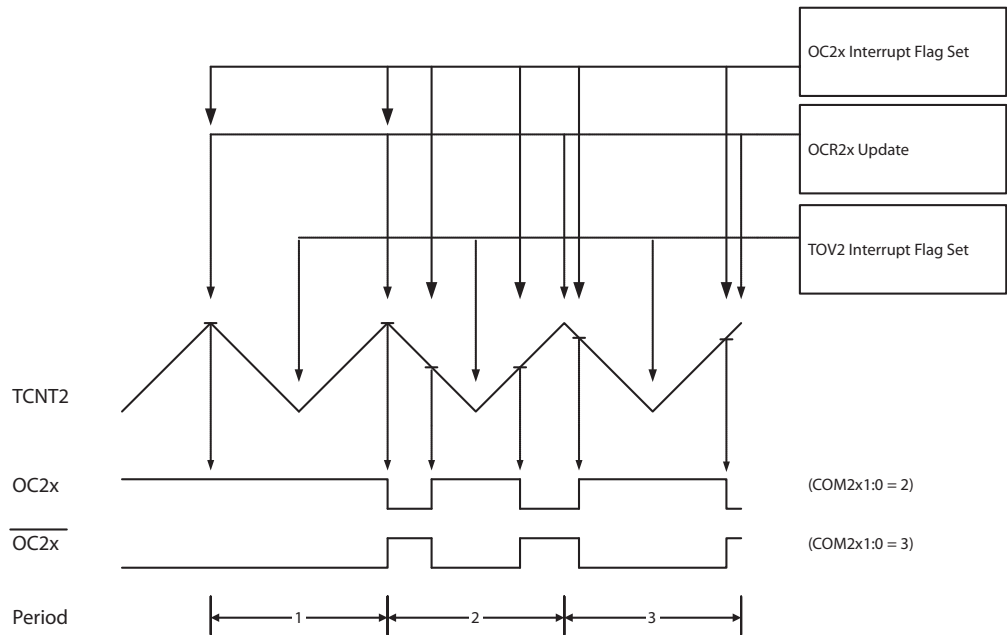 OC2x Interrupt Flag Set
OCR2x Update
TOV2 Interrupt Flag Set
TCNT2
OC2x
(COM2x1:0 = 2)
OC2x
(COM2x1:0 = 3)
Period
1
2
3